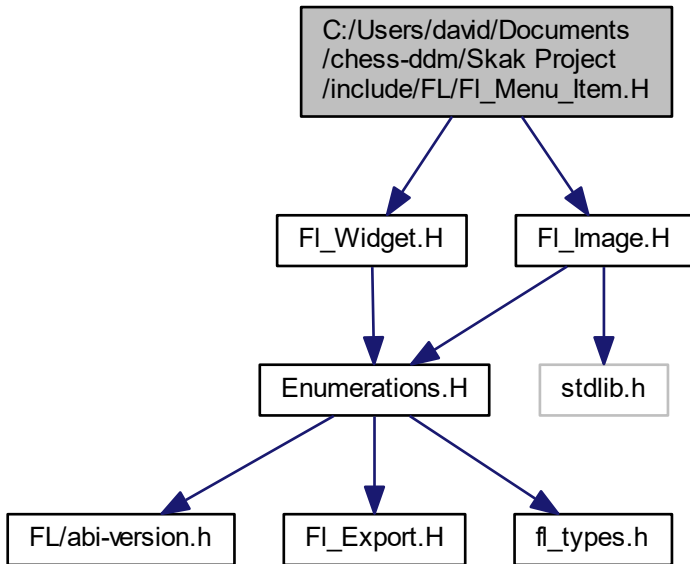 C:/Users/david/Documents
/chess-ddm/Skak Project
/include/FL/Fl_Menu_Item.H
Fl_Widget.H
Fl_Image.H
Enumerations.H
stdlib.h
FL/abi-version.h
Fl_Export.H
fl_types.h